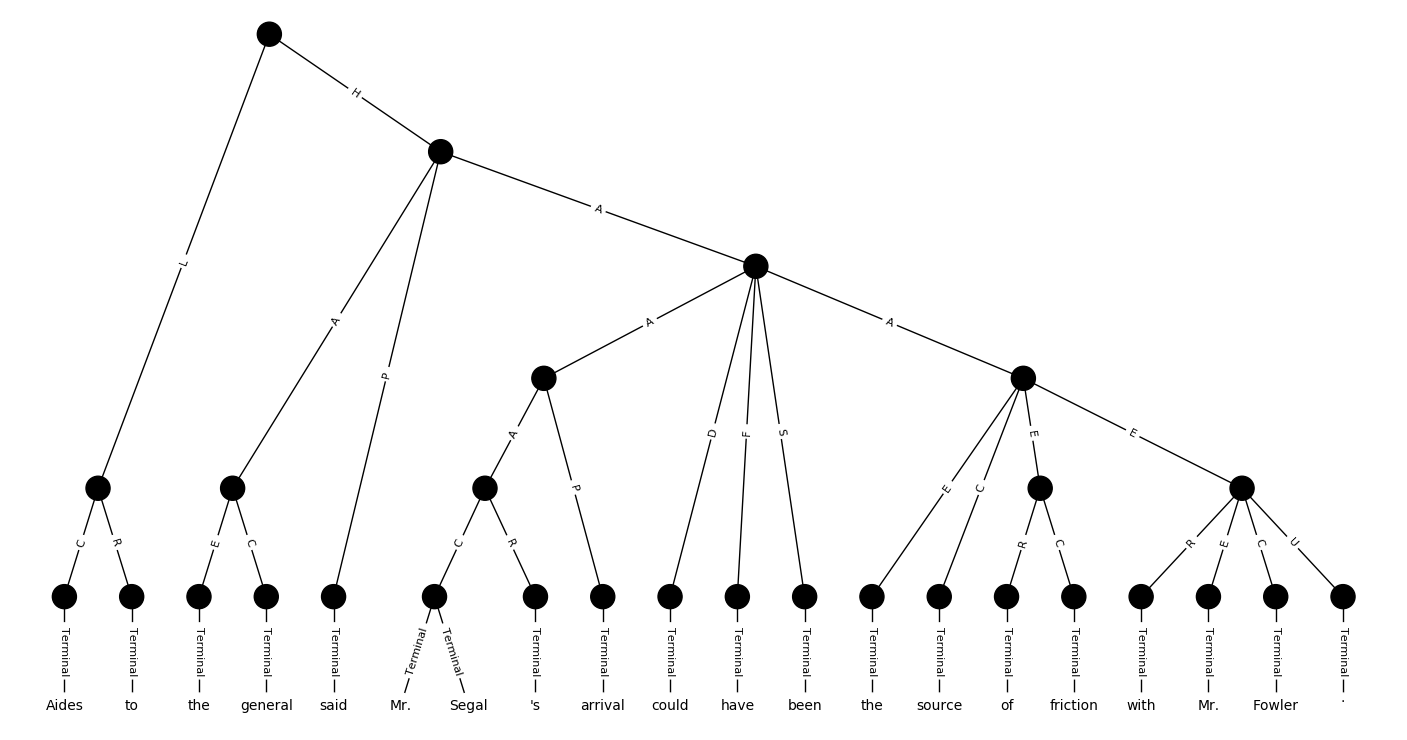 H
A
L
A
P
A
A
A
D
F
S
E
C
E
E
P
C
R
E
C
C
R
R
C
R
E
C
U
Terminal Terminal Terminal Terminal Terminal Terminal Terminal Terminal Terminal Terminal Terminal Terminal Terminal Terminal Terminal Terminal Terminal Terminal Terminal Terminal
Aides to the general said Mr. Segal 's arrival could have been the source of friction with Mr. Fowler .